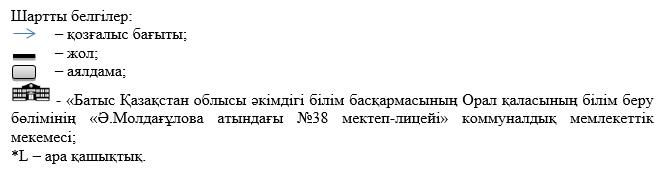 Шартты белгілер:
– қозғалыс бағыты;
– жол;
– аялдама;
- «Батыс Қазақстан облысы әкімдігі білім басқармасының Орал қаласының білім беру
бөлімінің «Ә.Молдағұлова атындағы №38 мектеп-лицейі» коммуналдық мемлекеттік
мекемесі;
*L – ара қашықтық.